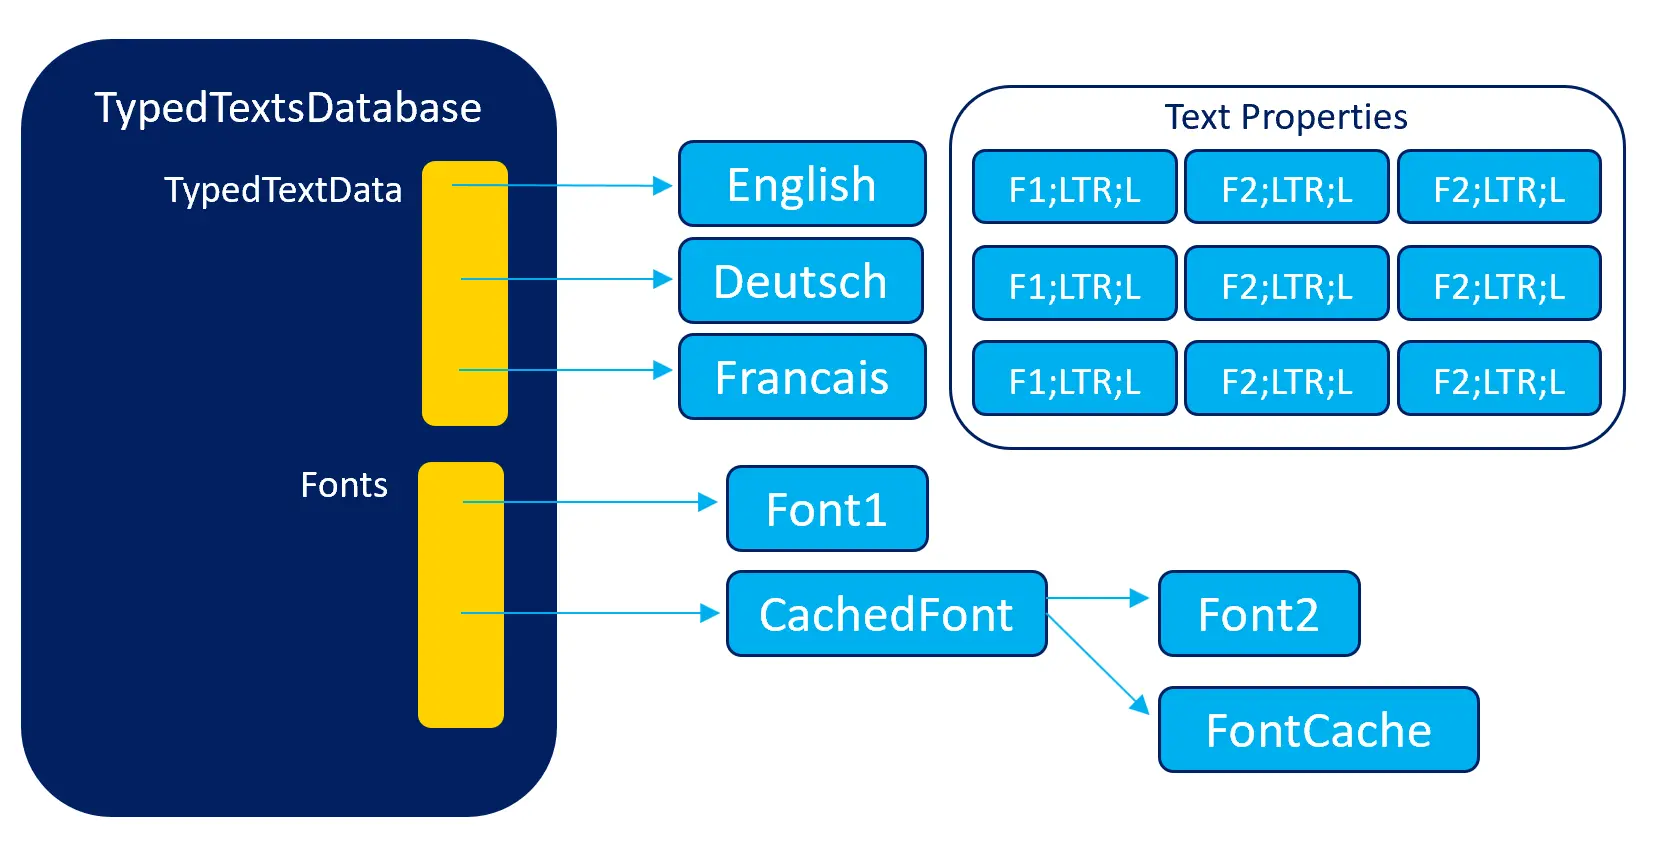 TypedTextsDatabase
TypedTextData
English
Deutsch
Francais
Text Properties
F1;LTR;L F2;LTR;L F2;LTR;L
F1;LTR;L F2;LTR;L F2;LTR;L
F1;LTR;L F2;LTR;L F2;LTR;L
Fonts
Font1
CachedFont
Font2
FontCache